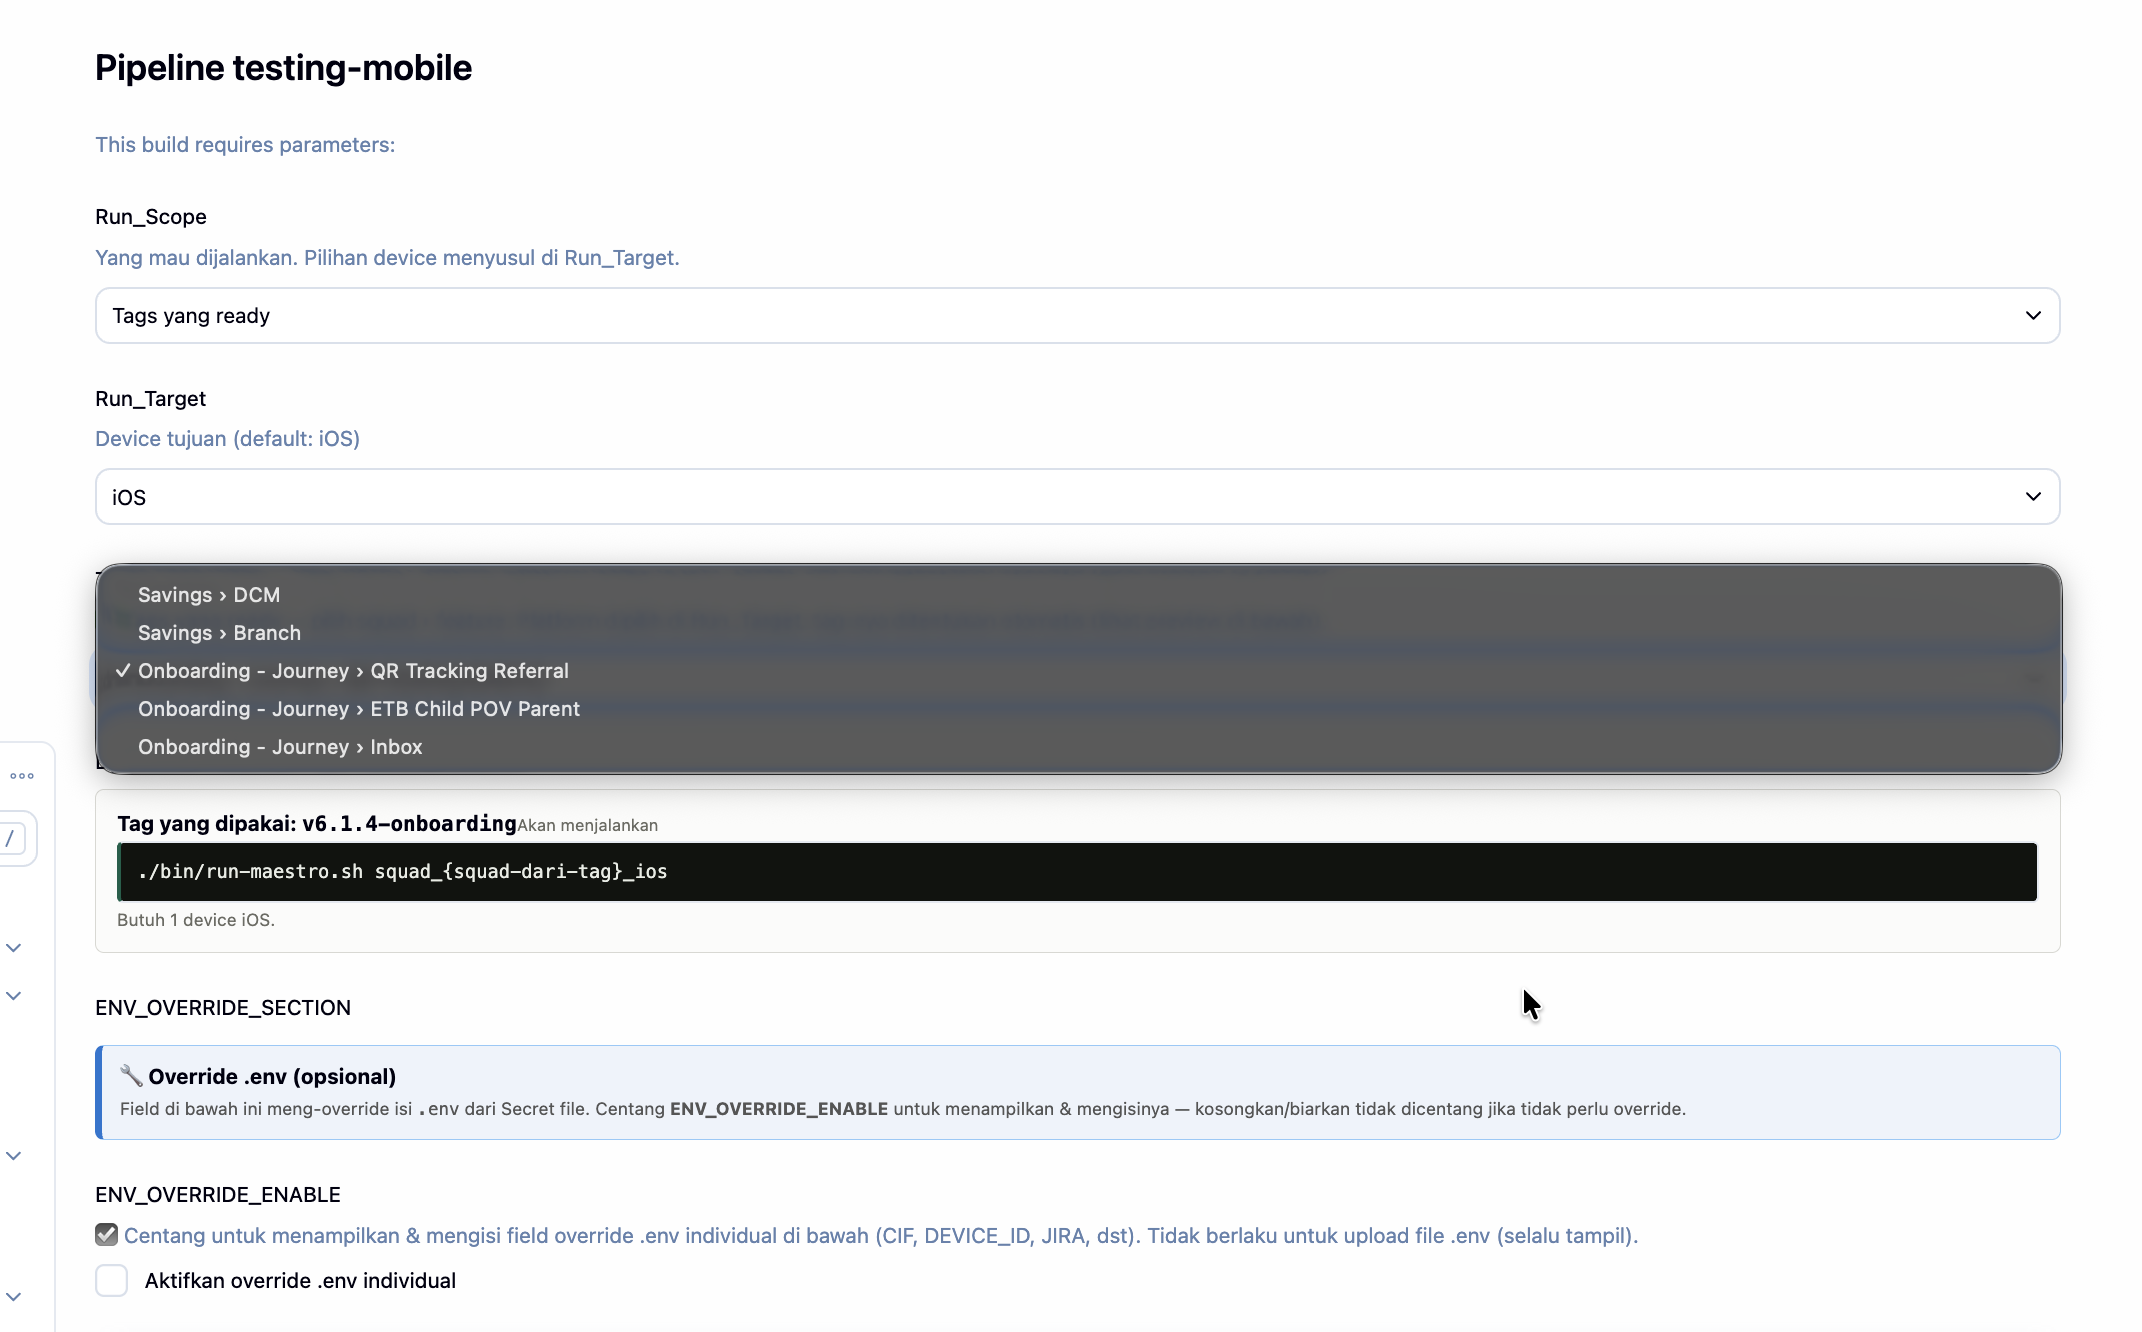 Pipeline testing-mobile
This build requires parameters:
Run_Scope
Yang mau dijalankan. Pilihan device menyusul di Run_Target.
Tags yang ready
Run_Target
Device tujuan (default: iOS)
iOS
Savings › DCM
Savings › Branch
✓ Onboarding - Journey › QR Tracking Referral
Onboarding - Journey › ETB Child POV Parent
Onboarding - Journey › Inbox
/
Tag yang dipakai: v6.1.4-onboardingAkan menjalankan
./bin/run-maestro.sh squad_{squad-dari-tag}_ios
Butuh 1 device iOS.
ENV_OVERRIDE_SECTION
🔧 Override .env (opsional)
Field di bawah ini meng-override isi .env dari Secret file. Centang ENV_OVERRIDE_ENABLE untuk menampilkan & mengisinya — kosongkan/biarkan tidak dicentang jika tidak perlu override.
ENV_OVERRIDE_ENABLE
Centang untuk menampilkan & mengisi field override .env individual di bawah (CIF, DEVICE_ID, JIRA, dst). Tidak berlaku untuk upload file .env (selalu tampil).
Aktifkan override .env individual